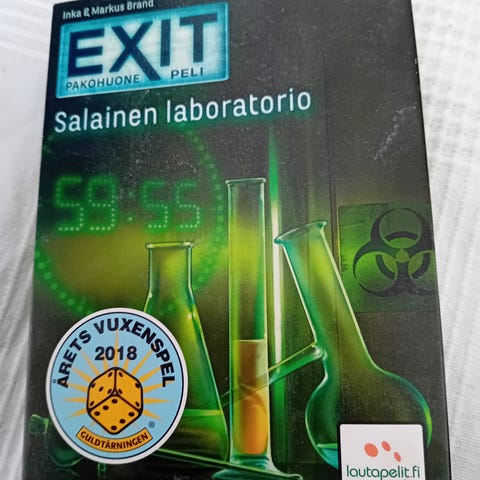 Inka & Markus Brand
EXIT
PAKOHUONE PELI
Salainen laboratorio
59:55
ÅRETS VUXENSPEL
2018
GULDTÄRNINGEN®
lautapelit.fi